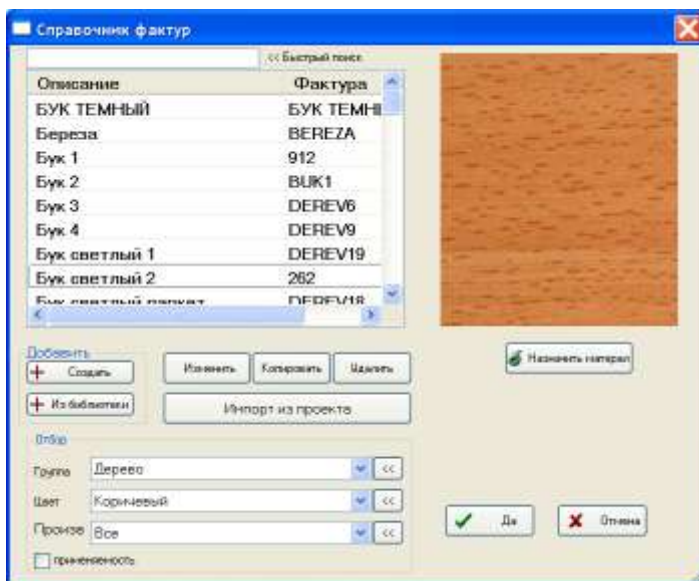 Справочник фактур
<< Быстрый поиск
Описание Фактура
БУК ТЕМНЫЙ БУК ТЕМНЫ
Береза BEREZA
Бук 1 912
Бук 2 BUK1
Бук 3 DEREV6
Бук 4 DEREV9
Бук светлый 1 DEREV19
Бук светлый 2 262
Бук светлый паркет DEREV18
Добавить
Создать
Изменить Копировать Удалить
Назначить материал
Из библиотеки
Импорт из проекта
Отбор
Группа Дерево <<
Цвет Коричневый <<
Произве Все <<
применяемость
Да Отмена